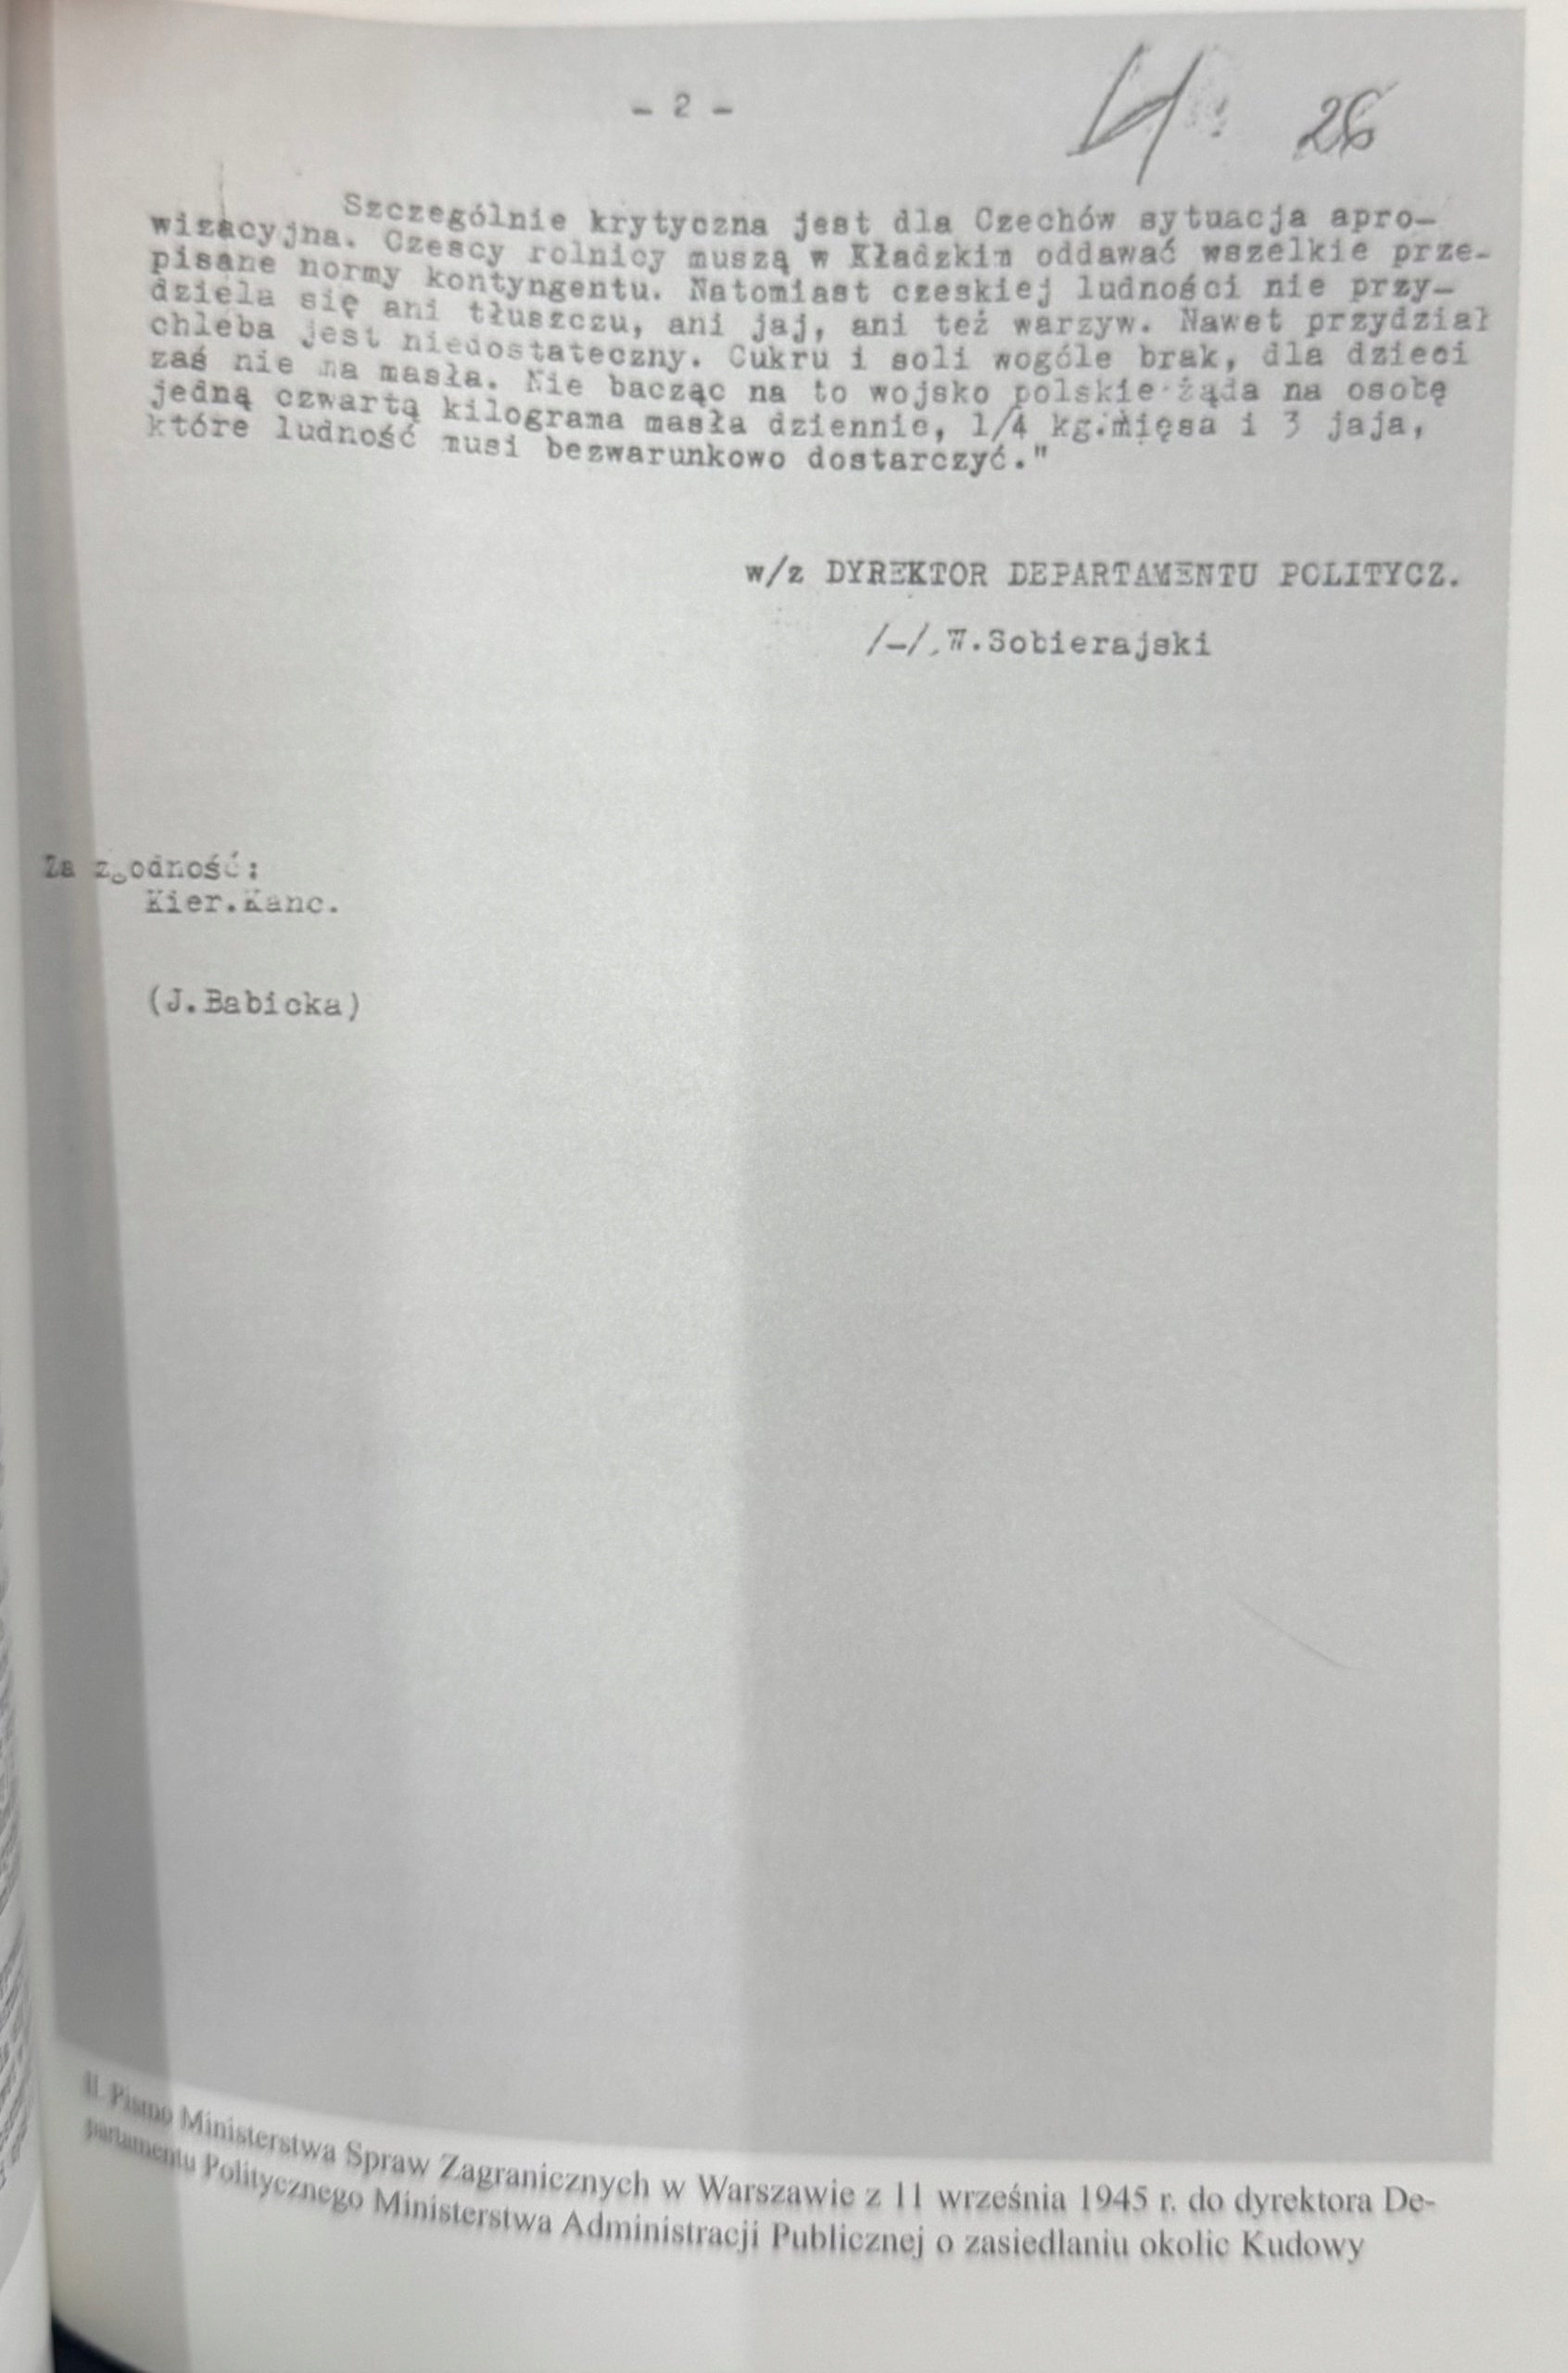 - 2 -
26
Szczególnie krytyczna jest dla Czechów sytuacja apro-
wizacyjna. Czescy rolnicy muszą w Kładzkim oddawać wszelkie prze-
pisane normy kontyngentu. Natomiast czeskiej ludności nie przy-
dziela się ani tłuszczu, ani jaj, ani też warzyw. Nawet przydział
chleba jest niedostateczny. Cukru i soli wogóle brak, dla dzieci
zaś nie ma masła. Nie bacząc na to wojsko polskie żąda na osobę
jedną czwartą kilograma masła dziennie, 1/4 kg.mięsa i 3 jaja,
które ludność musi bezwarunkowo dostarczyć."
w/z DYREKTOR DEPARTAMENTU POLITYCZ.
/-/ W.Sobierajski
Za zgodność:
Kier.Kanc.
(J.Babicka)
Il. Pismo Ministerstwa Spraw Zagranicznych w Warszawie z 11 września 1945 r. do dyrektora De-
partamentu Politycznego Ministerstwa Administracji Publicznej o zasiedlaniu okolic Kudowy